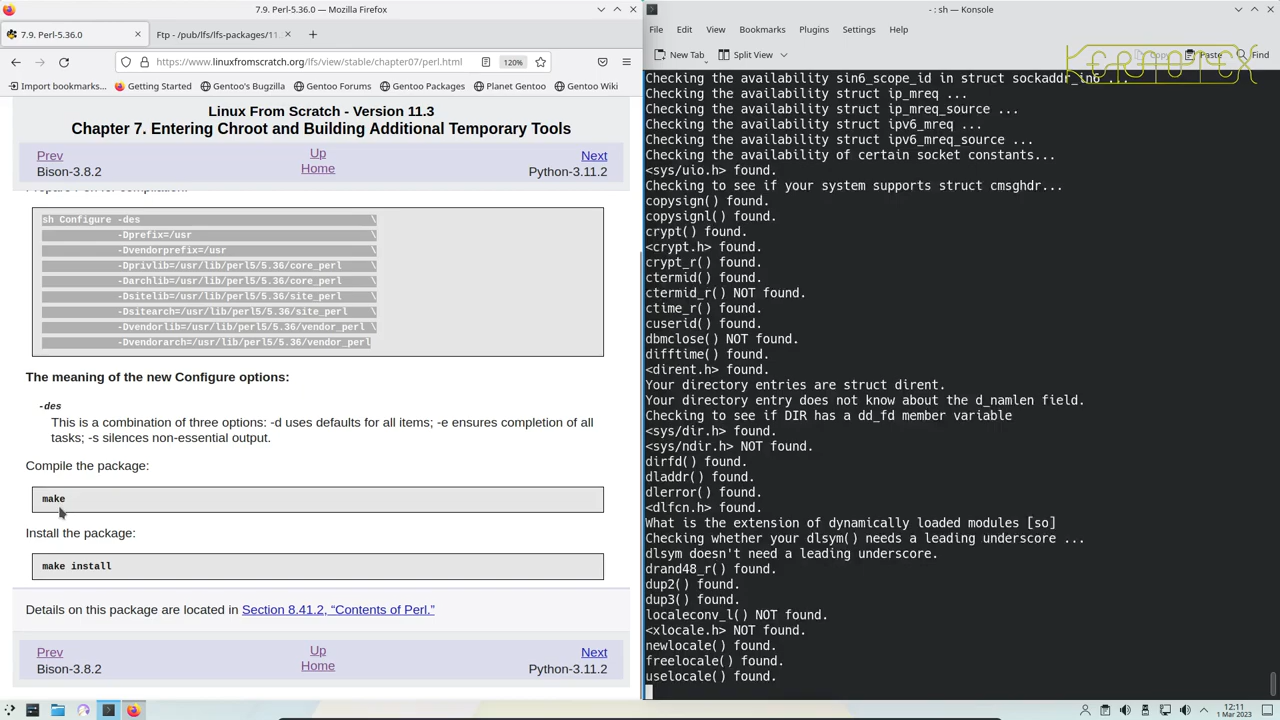 7.9. Perl-5.36.0 — Mozilla Firefox
7.9. Perl-5.36.0
Ftp - /pub/lfs/lfs-packages/11.
https://www.linuxfromscratch.org/lfs/view/stable/chapter07/perl.html
120%
Import bookmarks...
Getting Started
Gentoo's Bugzilla
Gentoo Forums
Gentoo Packages
Planet Gentoo
Gentoo Wiki
Linux From Scratch - Version 11.3
Chapter 7. Entering Chroot and Building Additional Temporary Tools
Prev
Up
Next
Bison-3.8.2
Home
Python-3.11.2
Prepare Perl for compilation:
sh Configure -des \
-Dprefix=/usr \
-Dvendorprefix=/usr \
-Dprivlib=/usr/lib/perl5/5.36/core_perl \
-Darchlib=/usr/lib/perl5/5.36/core_perl \
-Dsitelib=/usr/lib/perl5/5.36/site_perl \
-Dsitearch=/usr/lib/perl5/5.36/site_perl \
-Dvendorlib=/usr/lib/perl5/5.36/vendor_perl \
-Dvendorarch=/usr/lib/perl5/5.36/vendor_perl
The meaning of the new Configure options:
-des
This is a combination of three options: -d uses defaults for all items; -e ensures completion of all
tasks; -s silences non-essential output.
Compile the package:
make
Install the package:
make install
Details on this package are located in Section 8.41.2, “Contents of Perl.”
Prev
Up
Next
Bison-3.8.2
Home
Python-3.11.2
- : sh — Konsole
File Edit View Bookmarks Plugins Settings Help
New Tab
Split View
Copy
Paste
Find
KERNOTEX
Checking the availability sin6_scope_id in struct sockaddr_in6 ...
Checking the availability struct ip_mreq ...
Checking the availability struct ip_mreq_source ...
Checking the availability struct ipv6_mreq ...
Checking the availability struct ipv6_mreq_source ...
Checking the availability of certain socket constants...
<sys/uio.h> found.
Checking to see if your system supports struct cmsghdr...
copysign() found.
copysignl() found.
crypt() found.
<crypt.h> found.
crypt_r() found.
ctermid() found.
ctermid_r() NOT found.
ctime_r() found.
cuserid() found.
dbmclose() NOT found.
difftime() found.
<dirent.h> found.
Your directory entries are struct dirent.
Your directory entry does not know about the d_namlen field.
Checking to see if DIR has a dd_fd member variable
<sys/dir.h> found.
<sys/ndir.h> NOT found.
dirfd() found.
dladdr() found.
dlerror() found.
<dlfcn.h> found.
What is the extension of dynamically loaded modules [so]
Checking whether your dlsym() needs a leading underscore ...
dlsym doesn't need a leading underscore.
drand48_r() found.
dup2() found.
dup3() found.
localeconv_l() NOT found.
<xlocale.h> NOT found.
newlocale() found.
freelocale() found.
uselocale() found.
12:11
1 Mar 2023